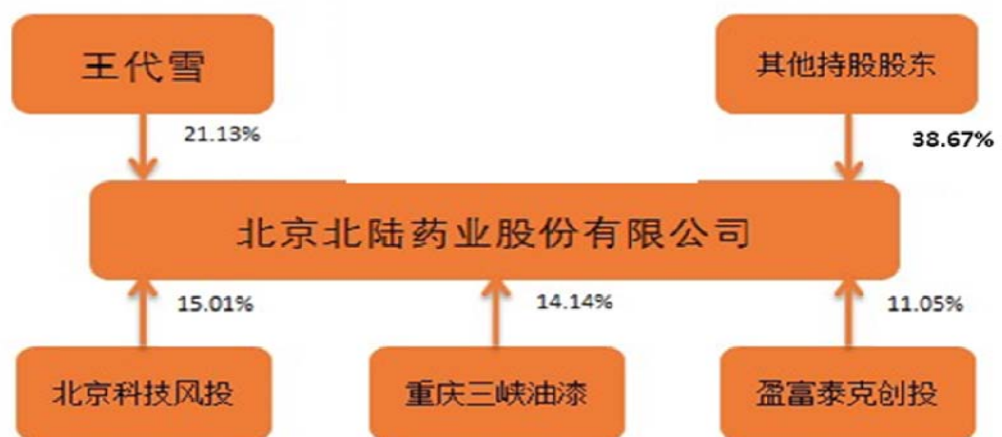 王代雪
其他持股股东
21.13%
38.67%
北京北陆药业股份有限公司
15.01%
14.14%
11.05%
北京科技风投
重庆三峡油漆
盈富泰克创投